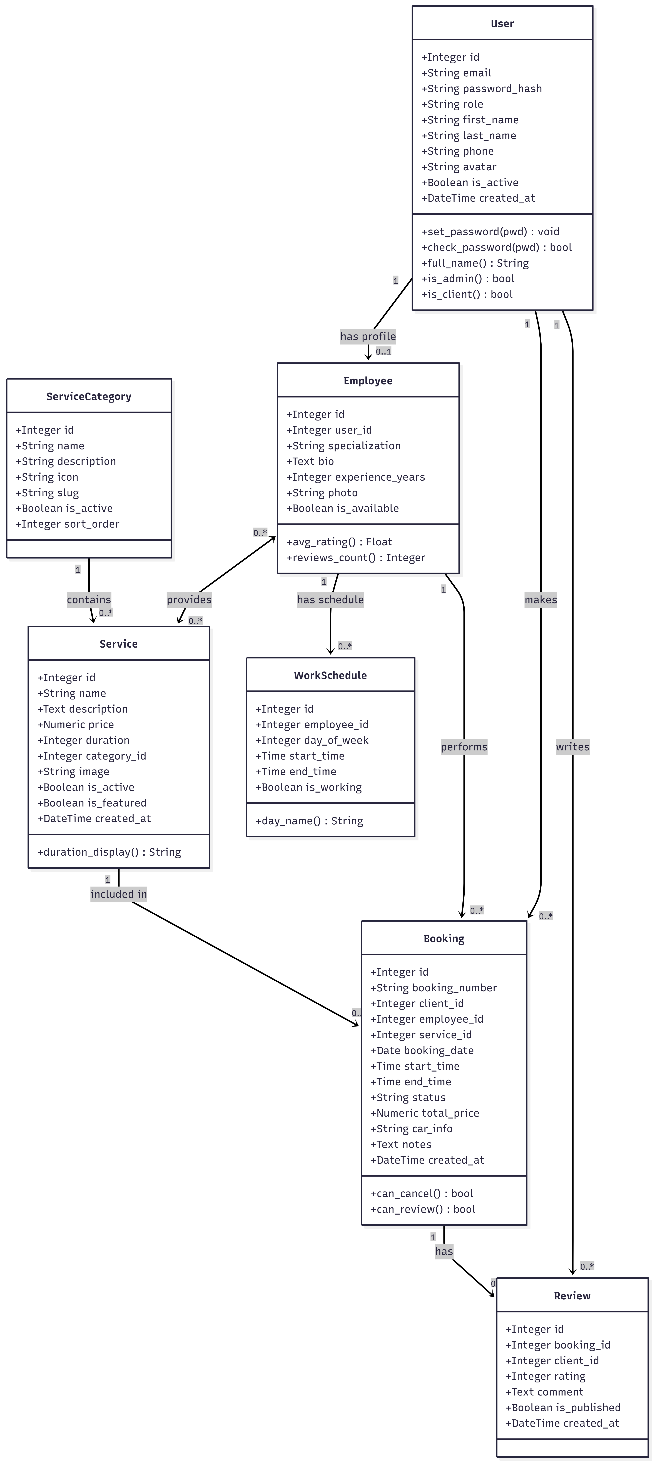 User
+Integer id
+String email
+String password_hash
+String role
+String first_name
+String last_name
+String phone
+String avatar
+Boolean is_active
+DateTime created_at
+set_password(pwd) : void
+check_password(pwd) : bool
+full_name() : String
+is_admin() : bool
+is_client() : bool
1
1
1
has profile
0..1
Employee
+Integer id
+Integer user_id
+String specialization
+Text bio
+Integer experience_years
+String photo
+Boolean is_available
+avg_rating() : Float
+reviews_count() : Integer
ServiceCategory
+Integer id
+String name
+String description
+String icon
+String slug
+Boolean is_active
+Integer sort_order
0..*
1
1
1
contains
provides
has schedule
makes
0..*
0..*
0..*
Service
+Integer id
+String name
+Text description
+Numeric price
+Integer duration
+Integer category_id
+String image
+Boolean is_active
+Boolean is_featured
+DateTime created_at
+duration_display() : String
WorkSchedule
+Integer id
+Integer employee_id
+Integer day_of_week
+Time start_time
+Time end_time
+Boolean is_working
+day_name() : String
performs
writes
1
included in
0..*
0..*
Booking
+Integer id
+String booking_number
+Integer client_id
+Integer employee_id
+Integer service_id
+Date booking_date
+Time start_time
+Time end_time
+String status
+Numeric total_price
+String car_info
+Text notes
+DateTime created_at
+can_cancel() : bool
+can_review() : bool
0..
1
has
0..*
0
Review
+Integer id
+Integer booking_id
+Integer client_id
+Integer rating
+Text comment
+Boolean is_published
+DateTime created_at